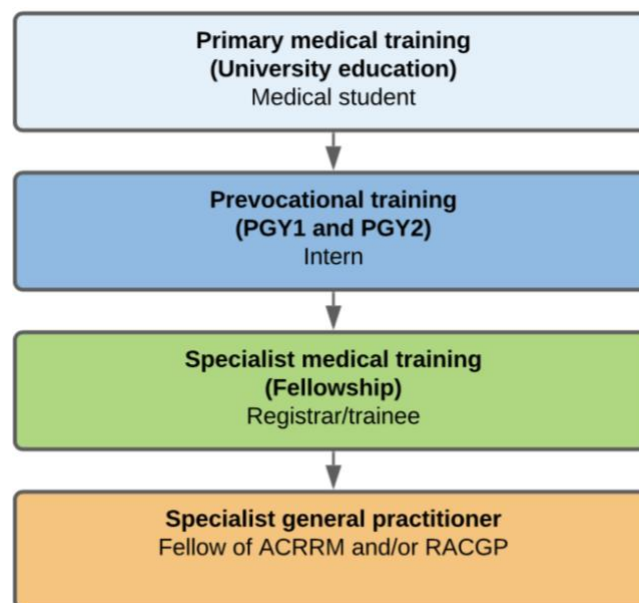 Primary medical training
(University education)
Medical student
Prevocational training
(PGY1 and PGY2)
Intern
Specialist medical training
(Fellowship)
Registrar/trainee
Specialist general practitioner
Fellow of ACRRM and/or RACGP